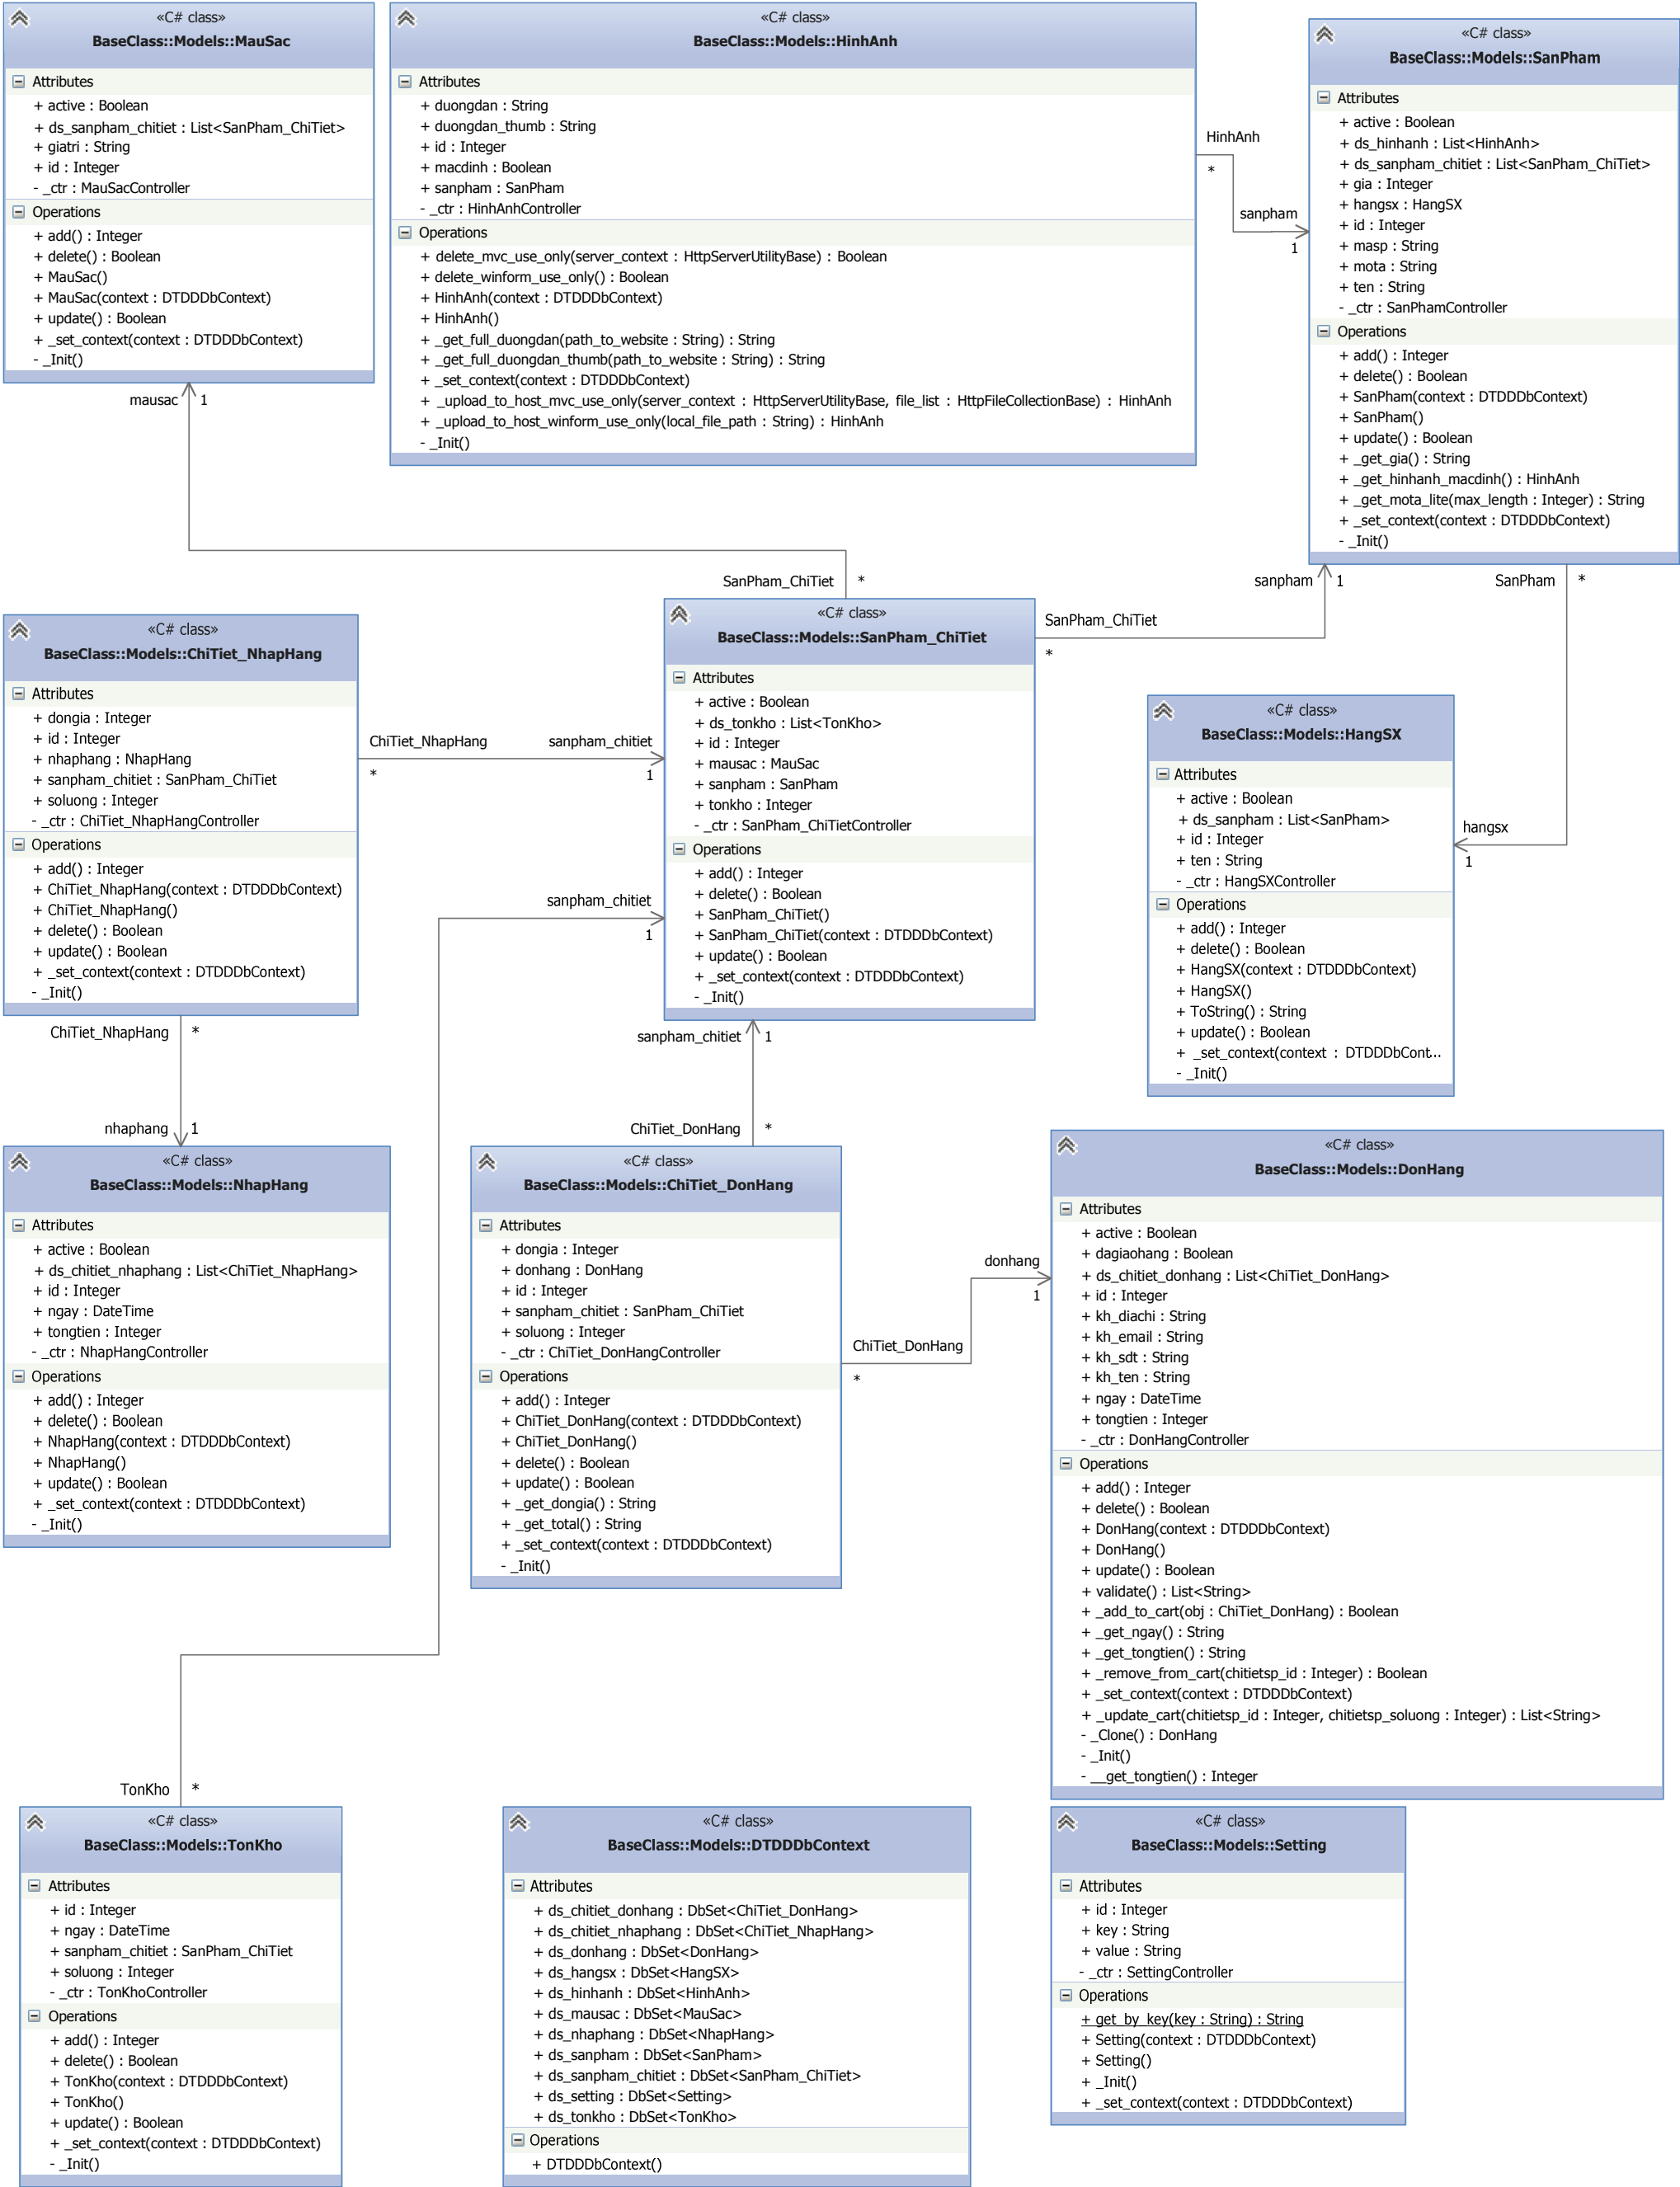 «C# class»
BaseClass::Models::MauSac
Attributes
+ active : Boolean
+ ds_sanpham_chitiet : List<SanPham_ChiTiet>
+ giatri : String
+ id : Integer
- _ctr : MauSacController
Operations
+ add() : Integer
+ delete() : Boolean
+ MauSac()
+ MauSac(context : DTDDDbContext)
+ update() : Boolean
+ _set_context(context : DTDDDbContext)
- _Init()
«C# class»
BaseClass::Models::HinhAnh
Attributes
+ duongdan : String
+ duongdan_thumb : String
+ id : Integer
+ macdinh : Boolean
+ sanpham : SanPham
- _ctr : HinhAnhController
Operations
+ delete_mvc_use_only(server_context : HttpServerUtilityBase) : Boolean
+ delete_winform_use_only() : Boolean
+ HinhAnh(context : DTDDDbContext)
+ HinhAnh()
+ _get_full_duongdan(path_to_website : String) : String
+ _get_full_duongdan_thumb(path_to_website : String) : String
+ _set_context(context : DTDDDbContext)
+ _upload_to_host_mvc_use_only(server_context : HttpServerUtilityBase, file_list : HttpFileCollectionBase) : HinhAnh
+ _upload_to_host_winform_use_only(local_file_path : String) : HinhAnh
- _Init()
HinhAnh
*
sanpham
1
«C# class»
BaseClass::Models::SanPham
Attributes
+ active : Boolean
+ ds_hinhanh : List<HinhAnh>
+ ds_sanpham_chitiet : List<SanPham_ChiTiet>
+ gia : Integer
+ hangsx : HangSX
+ id : Integer
+ masp : String
+ mota : String
+ ten : String
- _ctr : SanPhamController
Operations
+ add() : Integer
+ delete() : Boolean
+ SanPham(context : DTDDDbContext)
+ SanPham()
+ update() : Boolean
+ _get_gia() : String
+ _get_hinhanh_macdinh() : HinhAnh
+ _get_mota_lite(max_length : Integer) : String
+ _set_context(context : DTDDDbContext)
- _Init()
mausac 1
SanPham_ChiTiet *
sanpham 1
SanPham *
SanPham_ChiTiet
*
«C# class»
BaseClass::Models::ChiTiet_NhapHang
Attributes
+ dongia : Integer
+ id : Integer
+ nhaphang : NhapHang
+ sanpham_chitiet : SanPham_ChiTiet
+ soluong : Integer
- _ctr : ChiTiet_NhapHangController
Operations
+ add() : Integer
+ ChiTiet_NhapHang(context : DTDDDbContext)
+ ChiTiet_NhapHang()
+ delete() : Boolean
+ update() : Boolean
+ _set_context(context : DTDDDbContext)
- _Init()
ChiTiet_NhapHang
*
sanpham_chitiet
1
«C# class»
BaseClass::Models::SanPham_ChiTiet
Attributes
+ active : Boolean
+ ds_tonkho : List<TonKho>
+ id : Integer
+ mausac : MauSac
+ sanpham : SanPham
+ tonkho : Integer
- _ctr : SanPham_ChiTietController
Operations
+ add() : Integer
+ delete() : Boolean
+ SanPham_ChiTiet()
+ SanPham_ChiTiet(context : DTDDDbContext)
+ update() : Boolean
+ _set_context(context : DTDDDbContext)
- _Init()
sanpham_chitiet
1
«C# class»
BaseClass::Models::HangSX
Attributes
+ active : Boolean
+ ds_sanpham : List<SanPham>
+ id : Integer
+ ten : String
- _ctr : HangSXController
Operations
+ add() : Integer
+ delete() : Boolean
+ HangSX(context : DTDDDbContext)
+ HangSX()
+ ToString() : String
+ update() : Boolean
+ _set_context(context : DTDDDbCont...
- _Init()
hangsx
1
ChiTiet_NhapHang *
nhaphang 1
sanpham_chitiet 1
ChiTiet_DonHang *
«C# class»
BaseClass::Models::NhapHang
Attributes
+ active : Boolean
+ ds_chitiet_nhaphang : List<ChiTiet_NhapHang>
+ id : Integer
+ ngay : DateTime
+ tongtien : Integer
- _ctr : NhapHangController
Operations
+ add() : Integer
+ delete() : Boolean
+ NhapHang(context : DTDDDbContext)
+ NhapHang()
+ update() : Boolean
+ _set_context(context : DTDDDbContext)
- _Init()
«C# class»
BaseClass::Models::ChiTiet_DonHang
Attributes
+ dongia : Integer
+ donhang : DonHang
+ id : Integer
+ sanpham_chitiet : SanPham_ChiTiet
+ soluong : Integer
- _ctr : ChiTiet_DonHangController
Operations
+ add() : Integer
+ ChiTiet_DonHang(context : DTDDDbContext)
+ ChiTiet_DonHang()
+ delete() : Boolean
+ update() : Boolean
+ _get_dongia() : String
+ _get_total() : String
+ _set_context(context : DTDDDbContext)
- _Init()
donhang
1
ChiTiet_DonHang
*
«C# class»
BaseClass::Models::DonHang
Attributes
+ active : Boolean
+ dagiaohang : Boolean
+ ds_chitiet_donhang : List<ChiTiet_DonHang>
+ id : Integer
+ kh_diachi : String
+ kh_email : String
+ kh_sdt : String
+ kh_ten : String
+ ngay : DateTime
+ tongtien : Integer
- _ctr : DonHangController
Operations
+ add() : Integer
+ delete() : Boolean
+ DonHang(context : DTDDDbContext)
+ DonHang()
+ update() : Boolean
+ validate() : List<String>
+ _add_to_cart(obj : ChiTiet_DonHang) : Boolean
+ _get_ngay() : String
+ _get_tongtien() : String
+ _remove_from_cart(chitietsp_id : Integer) : Boolean
+ _set_context(context : DTDDDbContext)
+ _update_cart(chitietsp_id : Integer, chitietsp_soluong : Integer) : List<String>
- _Clone() : DonHang
- _Init()
- __get_tongtien() : Integer
TonKho *
«C# class»
BaseClass::Models::TonKho
Attributes
+ id : Integer
+ ngay : DateTime
+ sanpham_chitiet : SanPham_ChiTiet
+ soluong : Integer
- _ctr : TonKhoController
Operations
+ add() : Integer
+ delete() : Boolean
+ TonKho(context : DTDDDbContext)
+ TonKho()
+ update() : Boolean
+ _set_context(context : DTDDDbContext)
- _Init()
«C# class»
BaseClass::Models::DTDDDbContext
Attributes
+ ds_chitiet_donhang : DbSet<ChiTiet_DonHang>
+ ds_chitiet_nhaphang : DbSet<ChiTiet_NhapHang>
+ ds_donhang : DbSet<DonHang>
+ ds_hangsx : DbSet<HangSX>
+ ds_hinhanh : DbSet<HinhAnh>
+ ds_mausac : DbSet<MauSac>
+ ds_nhaphang : DbSet<NhapHang>
+ ds_sanpham : DbSet<SanPham>
+ ds_sanpham_chitiet : DbSet<SanPham_ChiTiet>
+ ds_setting : DbSet<Setting>
+ ds_tonkho : DbSet<TonKho>
Operations
+ DTDDDbContext()
«C# class»
BaseClass::Models::Setting
Attributes
+ id : Integer
+ key : String
+ value : String
- _ctr : SettingController
Operations
+ get_by_key(key : String) : String
+ Setting(context : DTDDDbContext)
+ Setting()
+ _Init()
+ _set_context(context : DTDDDbContext)